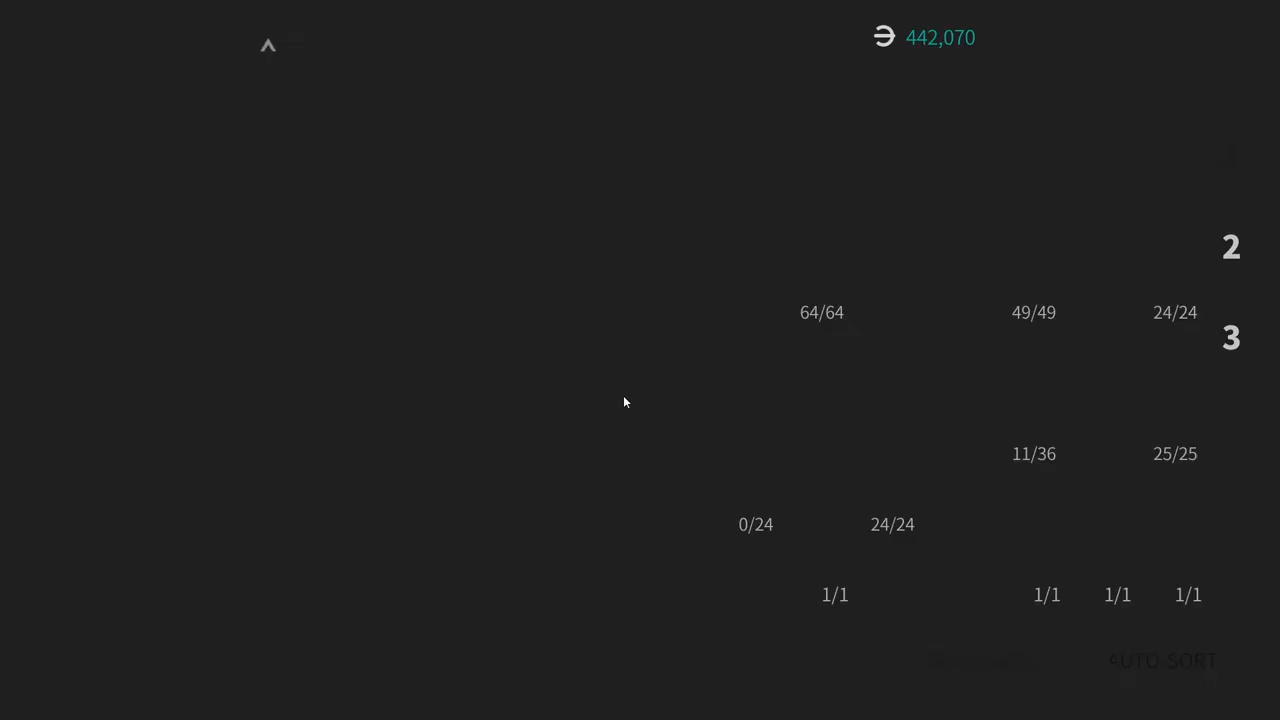 442,070
2
64/64 49/49 24/24
3
11/36 25/25
0/24 24/24
1/1 1/1 1/1 1/1
AUTO SORT